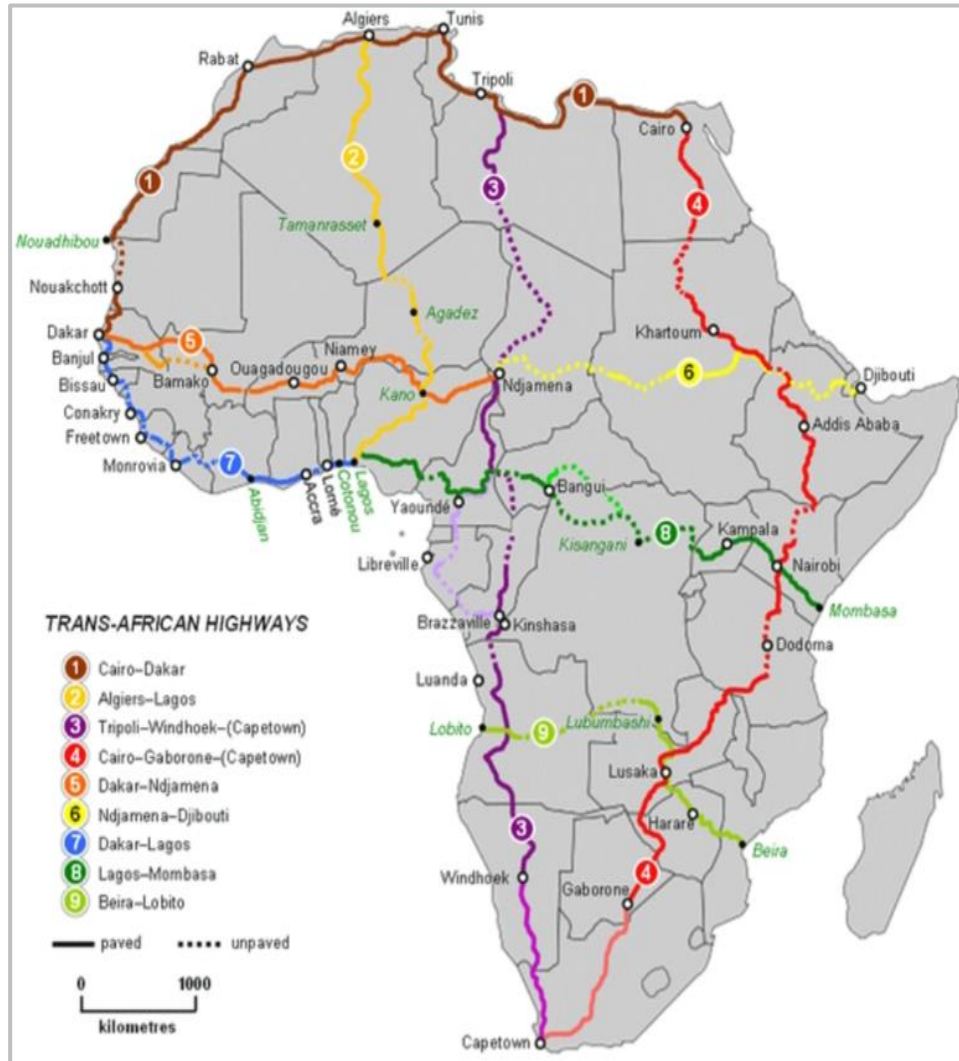 Algiers
Tunis
Rabat
Tripoli
1
Cairo
2
1
3
4
Tamanrasset
Nouadhibou
Nouakchott
Agadez
Khartoum
Dakar
5
Niamey
Banjul
Ouagadougou
Bamako
Ndjamena
6
Djibouti
Bissau
Kano
Conakry
Addis Ababa
Freetown
Monrovia
7
Abidjan
Accra
Lomé
Cotonou
Lagos
Yaoundé
Bangui
Kampala
Kisangani
8
Libreville
Nairobi
Brazzaville
Kinshasa
Mombasa
Dodoma
Luanda
Lobito
9
Lubumbashi
Lusaka
Harare
3
Beira
Windhoek
Gaborone
4
Capetown
TRANS-AFRICAN HIGHWAYS
1 Cairo–Dakar
2 Algiers–Lagos
3 Tripoli–Windhoek–(Capetown)
4 Cairo–Gaborone–(Capetown)
5 Dakar–Ndjamena
6 Ndjamena–Djibouti
7 Dakar–Lagos
8 Lagos–Mombasa
9 Beira–Lobito
paved unpaved
0 1000
kilometres